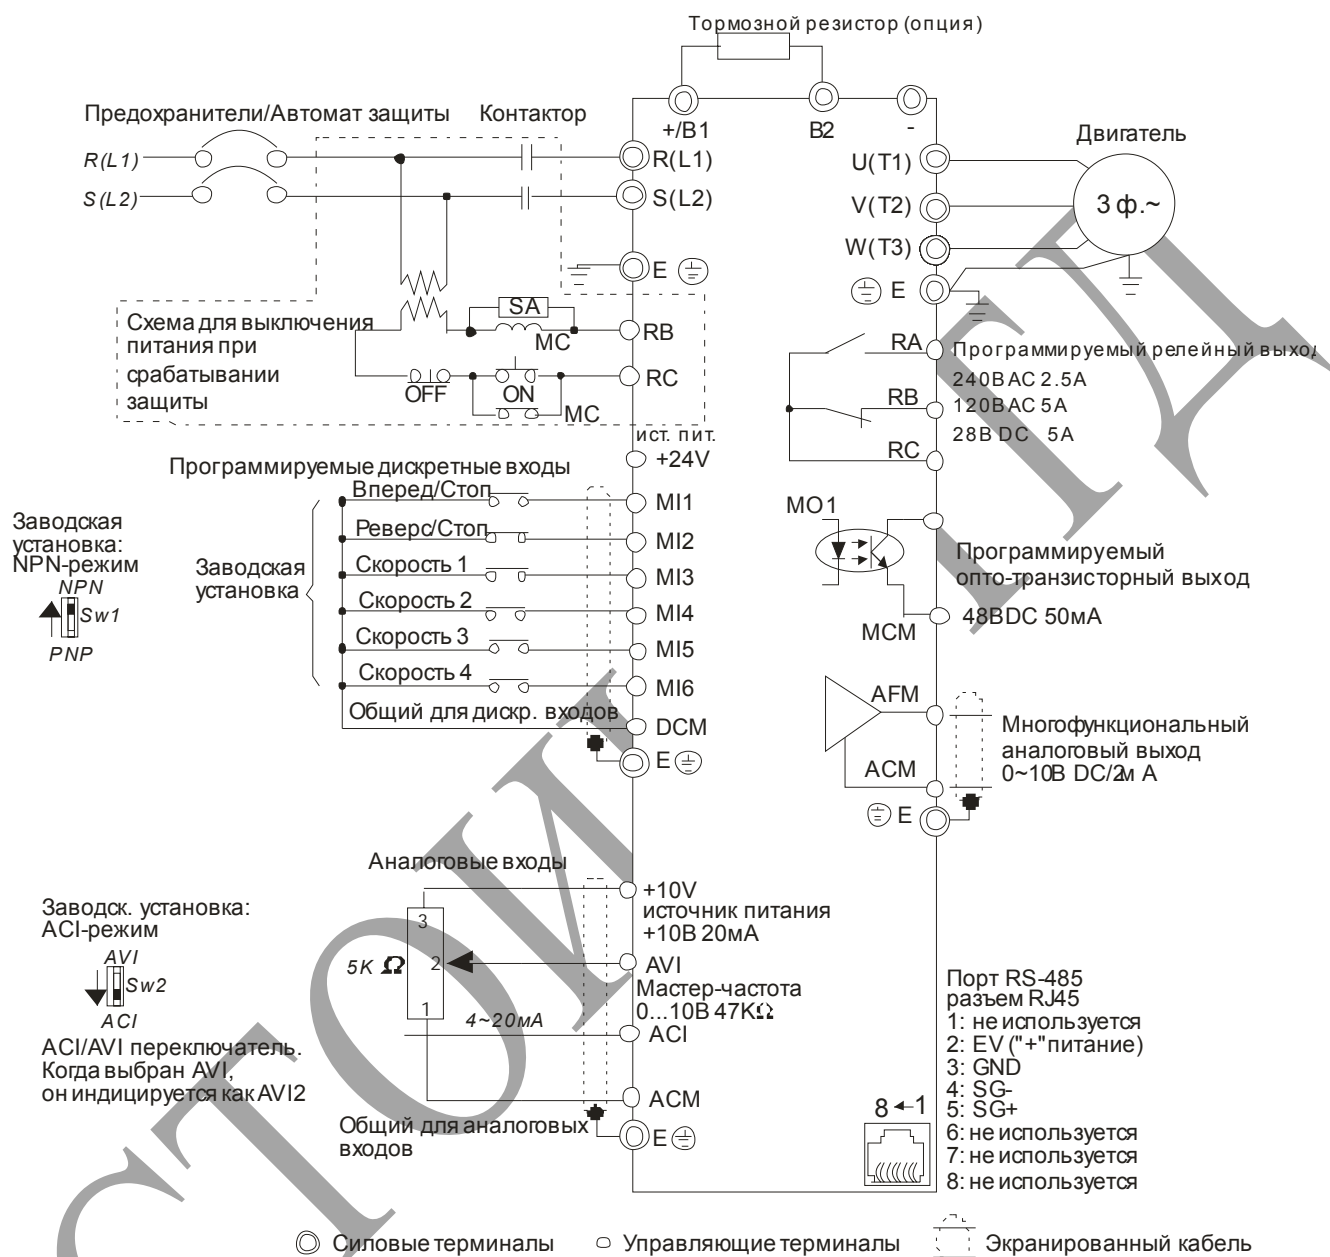 Тормозной резистор (опция)
Предохранители/Автомат защиты
Контактор
+/B1
B2
-
Двигатель
R(L1)
R(L1)
U(T1)
S(L2)
S(L2)
V(T2)
3 ф.~
W(T3)
E
E
Схема для выключения
питания при
срабатывании
защиты
SA
MC
RB
RC
OFF
ON
MC
RA
Программируемый релейный выхо
240В AC 2.5A
RB
120В AC 5A
28В DC 5A
RC
ист. пит.
+24V
Программируемые дискретные входы
Вперед/Стоп
MI1
Реверс/Стоп
MI2
Скорость 1
MI3
Скорость 2
MI4
Скорость 3
MI5
Скорость 4
MI6
Общий для дискр. входов
DCM
E
Заводская
установка:
NPN-режим
NPN
Sw1
PNP
Заводская
установка
MO1
Программируемый
опто-транзисторный выход
MCM
48В DC 50мА
AFM
Многофункциональный
аналоговый выход
0~10В DC/2м А
ACM
E
Аналоговые входы
+10V
источник питания
+10В 20мА
3
5K Ω
2
AVI
Мастер-частота
0...10В 47KΩ
1
4~20мА
ACI
ACM
Общий для аналоговых
входов
E
Заводск. установка:
ACI-режим
AVI
Sw2
ACI
ACI/AVI переключатель.
Когда выбран AVI,
он индицируется как AVI2
Порт RS-485
разъем RJ45
1: не используется
2: EV ("+" питание)
3: GND
4: SG-
5: SG+
6: не используется
7: не используется
8: не используется
8←1
Силовые терминалы
Управляющие терминалы
Экранированный кабель